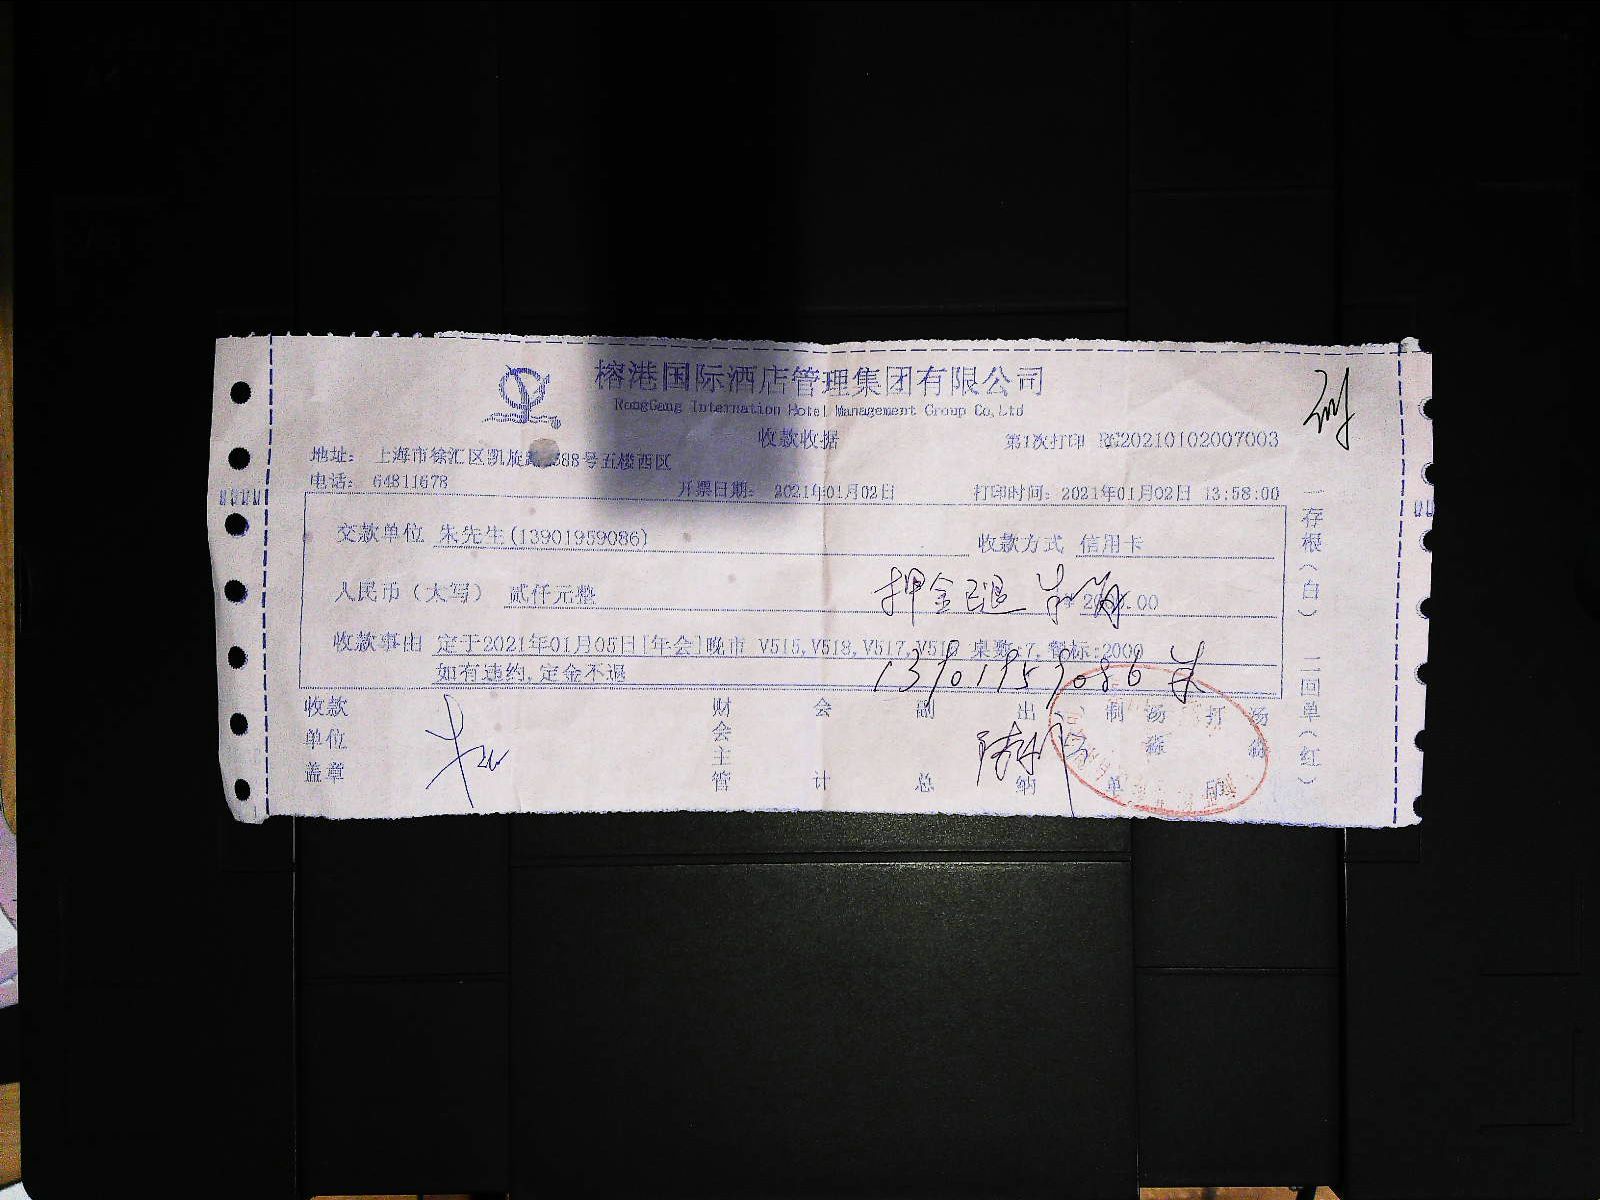 榕港国际酒店管理集团有限公司
RongGang Internation Hotel Management Group Co,Ltd
收款收据
第1次打印 RG20210102007003
地址： 上海市徐汇区凯旋 388号五楼西区
电话： 64811678
开票日期： 2021年01月02日
打印时间：2021年01月02日 13:58:00
交款单位 朱先生(13901959086)
收款方式 信用卡
人民币（大写） 贰仟元整
押金已退
收款事由 定于2021年01月05日[年会]晚市 V515,V518,V517,V51 桌数:7,餐标:2000
如有违约,定金不退
13901959086 朱
收款单位盖章
财会主管
会计
副总
出纳
制单
汤
打印
汤
一存根（白）
二回单（红）